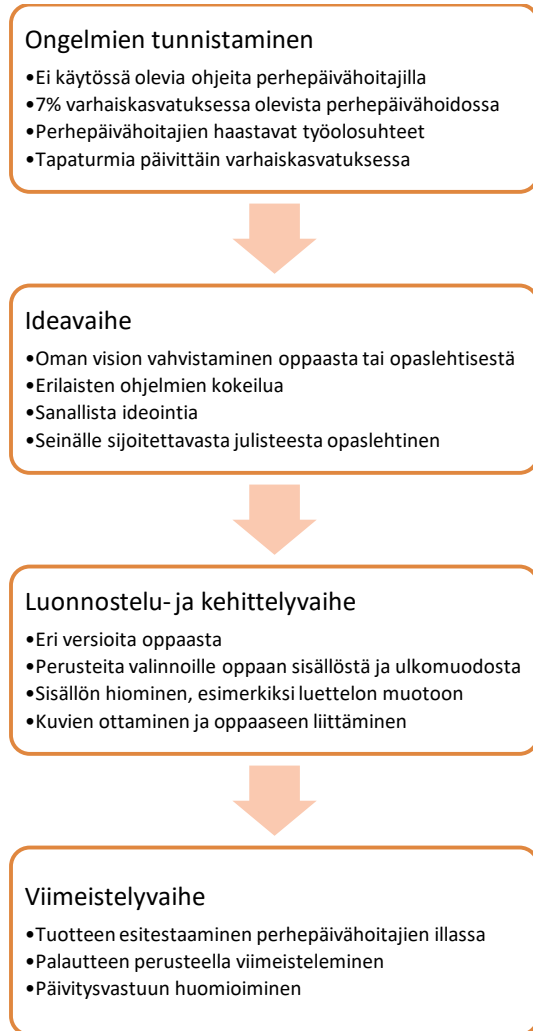 Ongelmien tunnistaminen
•Ei käytössä olevia ohjeita perhepäivähoitajilla
•7% varhaiskasvatuksessa olevista perhepäivähoidossa
•Perhepäivähoitajien haastavat työolosuhteet
•Tapaturmia päivittäin varhaiskasvatuksessa
Ideavaihe
•Oman vision vahvistaminen oppaasta tai opaslehtisestä
•Erilaisten ohjelmien kokeilua
•Sanallista ideointia
•Seinälle sijoitettavasta julisteesta opaslehtinen
Luonnostelu- ja kehittelyvaihe
•Eri versioita oppaasta
•Perusteita valinnoille oppaan sisällöstä ja ulkomuodosta
•Sisällön hiominen, esimerkiksi luettelon muotoon
•Kuvien ottaminen ja oppaaseen liittäminen
Viimeistelyvaihe
•Tuotteen esitestaaminen perhepäivähoitajien illassa
•Palautteen perusteella viimeisteleminen
•Päivitysvastuun huomioiminen